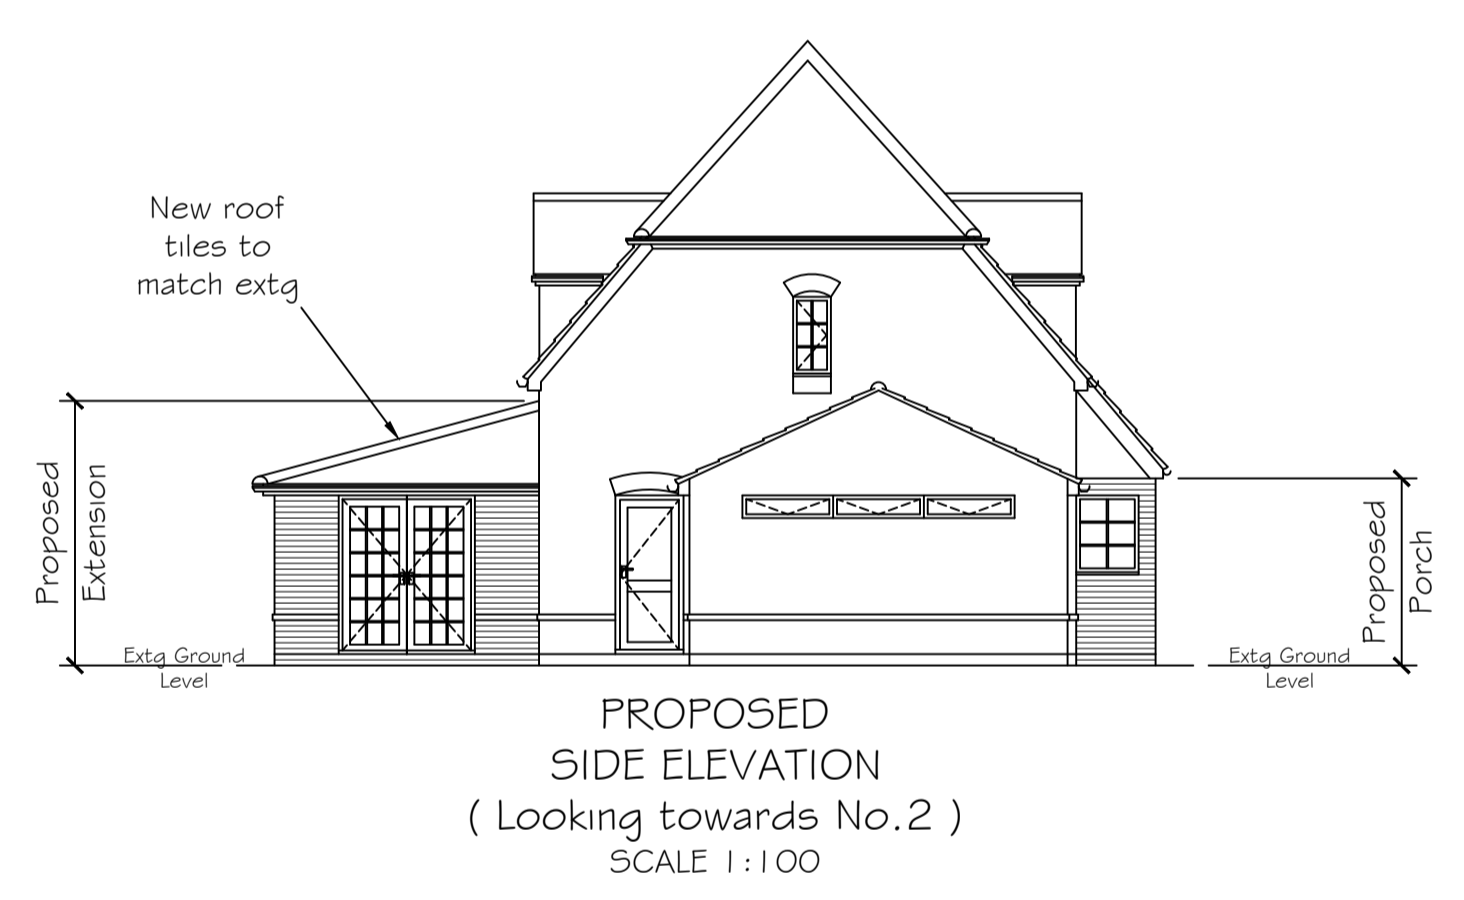 New roof
tiles to
match extg
Proposed
Extension
Extg Ground
Level
Proposed
Porch
Extg Ground
Level
PROPOSED
SIDE ELEVATION
( Looking towards No.2 )
SCALE 1:100